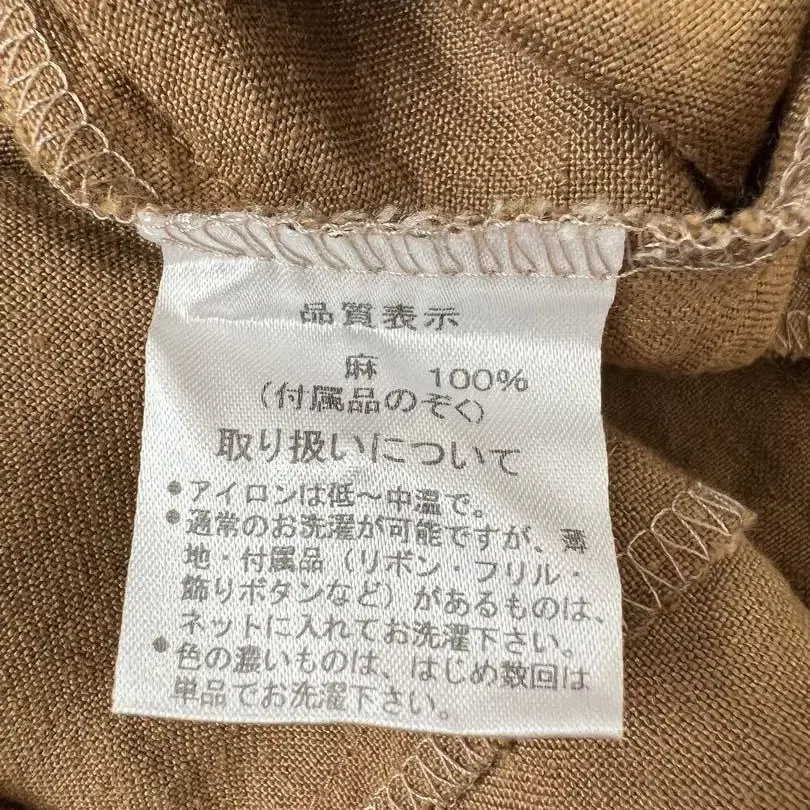 品質表示
麻 100%
(付属品のぞく)
取り扱いについて
●アイロンは低～中温で。
●通常のお洗濯が可能ですが、薄
地・付属品（リボン・フリル・
飾りボタンなど）があるものは、
ネットに入れてお洗濯下さい。
●色の濃いものは、はじめ数回は
単品でお洗濯下さい。